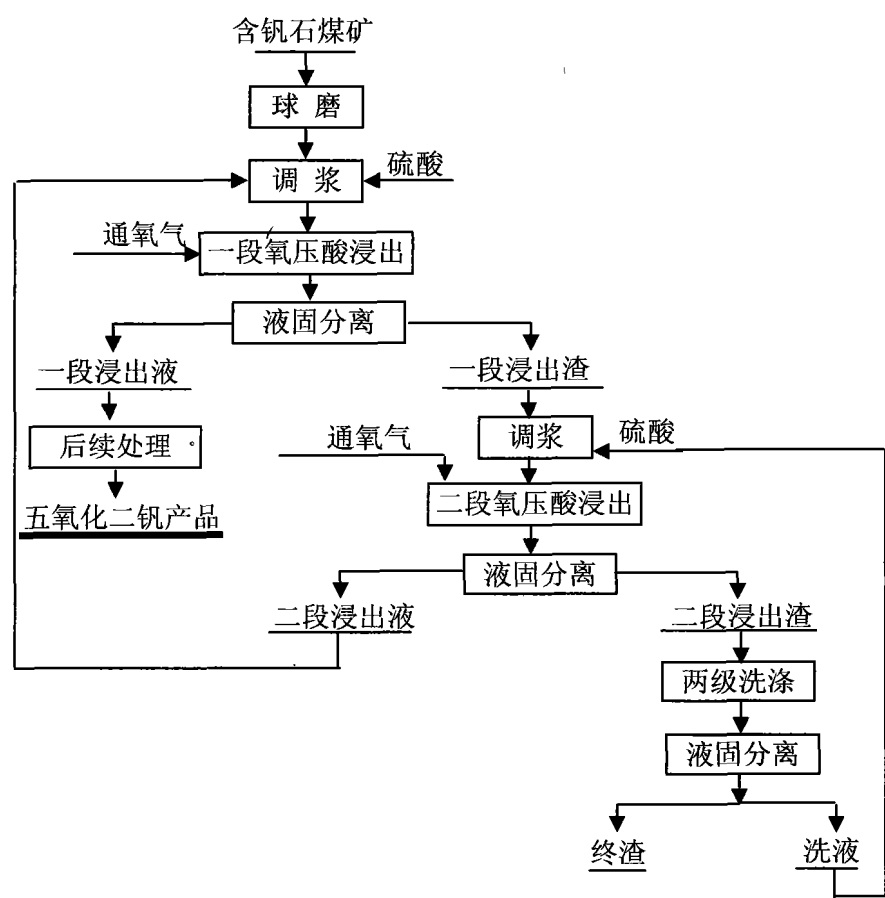 含钒石煤矿
球磨
调浆
硫酸
通氧气
一段氧压酸浸出
液固分离
一段浸出液
一段浸出渣
后续处理
通氧气
调浆
硫酸
二段氧压酸浸出
五氧化二钒产品
液固分离
二段浸出液
二段浸出渣
两级洗涤
液固分离
终渣
洗液